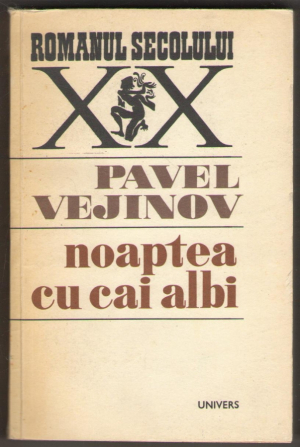 ROMANUL SECOLULUI
XX
PAVEL
VEJINOV
noaptea
cu cai albi
UNIVERS